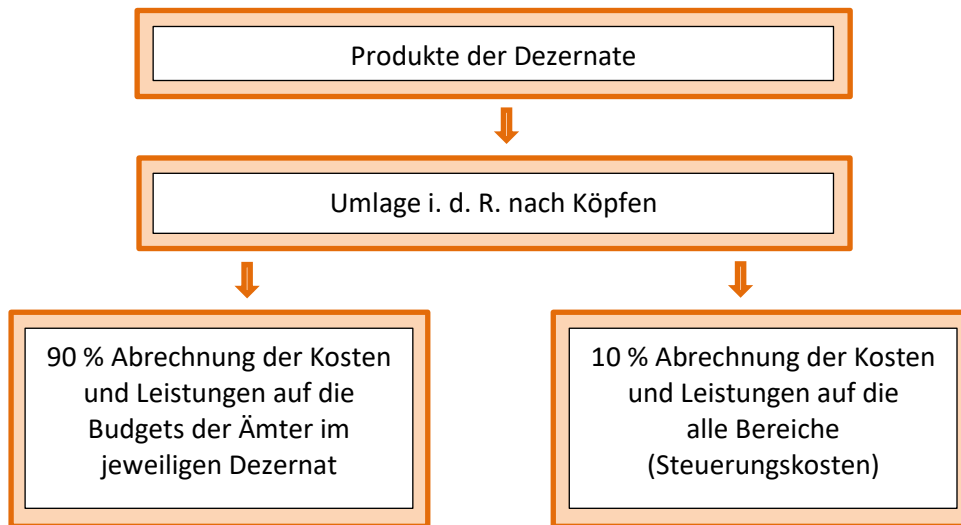 Produkte der Dezernate
Umlage i. d. R. nach Köpfen
90 % Abrechnung der Kosten
und Leistungen auf die
Budgets der Ämter im
jeweiligen Dezernat
10 % Abrechnung der Kosten
und Leistungen auf die
alle Bereiche
(Steuerungskosten)